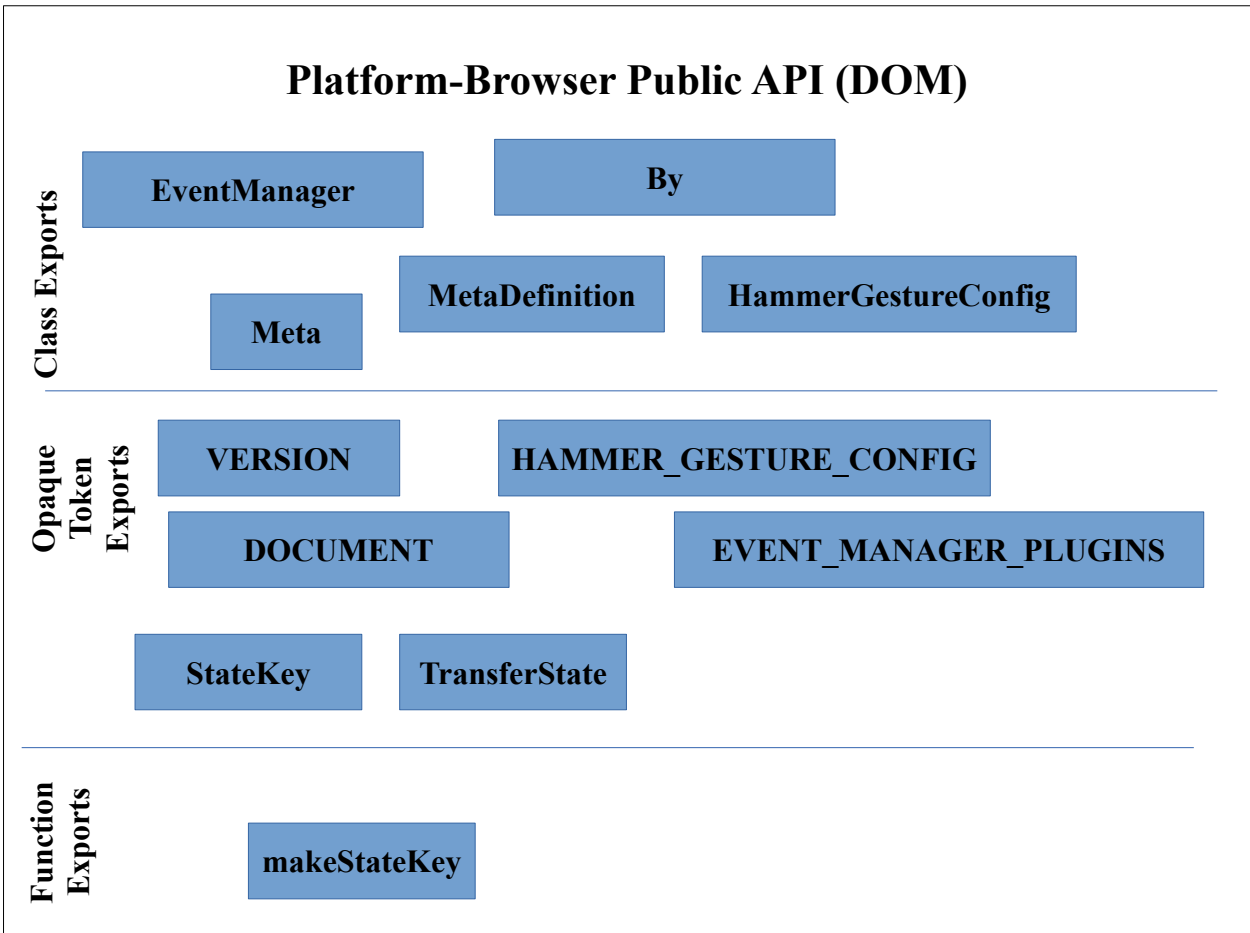 Platform-Browser Public API (DOM)
Class Exports
EventManager
By
MetaDefinition
HammerGestureConfig
Meta
Opaque
Token
Exports
VERSION
HAMMER_GESTURE_CONFIG
DOCUMENT
EVENT_MANAGER_PLUGINS
StateKey
TransferState
Function
Exports
makeStateKey